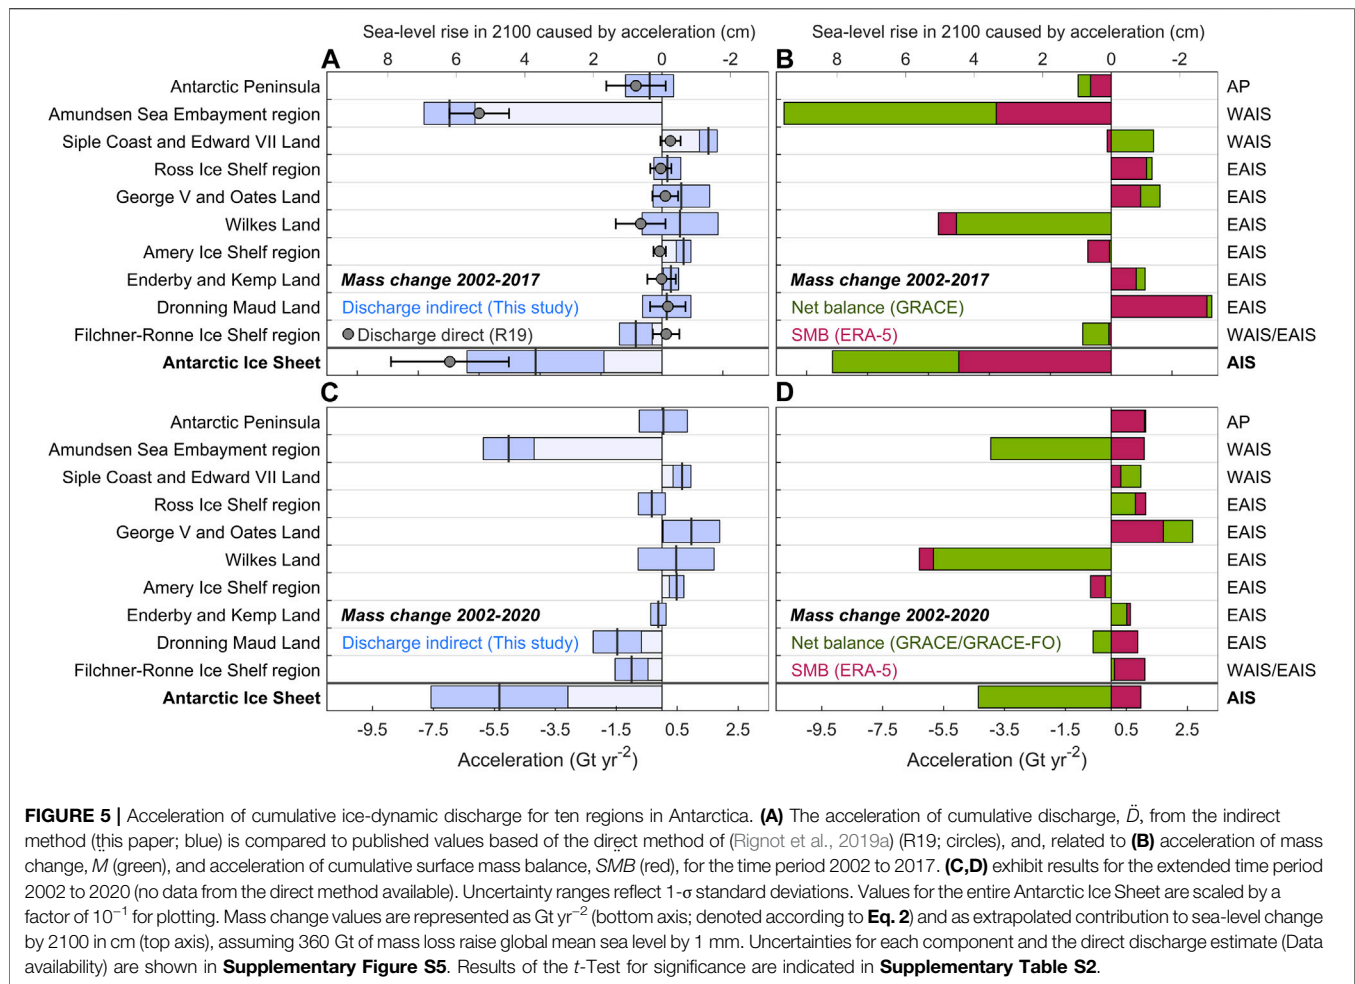 Sea-level rise in 2100 caused by acceleration (cm)
Sea-level rise in 2100 caused by acceleration (cm)
A
8 6 4 2 0 -2
B
8 6 4 2 0 -2
Antarctic Peninsula
AP
Amundsen Sea Embayment region
WAIS
Siple Coast and Edward VII Land
WAIS
Ross Ice Shelf region
EAIS
George V and Oates Land
EAIS
Wilkes Land
EAIS
Amery Ice Shelf region
EAIS
Enderby and Kemp Land
Mass change 2002-2017
Mass change 2002-2017
EAIS
Dronning Maud Land
Discharge indirect (This study)
Net balance (GRACE)
EAIS
Filchner-Ronne Ice Shelf region
Discharge direct (R19)
SMB (ERA-5)
WAIS/EAIS
Antarctic Ice Sheet
AIS
C
D
Antarctic Peninsula
AP
Amundsen Sea Embayment region
WAIS
Siple Coast and Edward VII Land
WAIS
Ross Ice Shelf region
EAIS
George V and Oates Land
EAIS
Wilkes Land
EAIS
Amery Ice Shelf region
EAIS
Enderby and Kemp Land
Mass change 2002-2020
Mass change 2002-2020
EAIS
Dronning Maud Land
Discharge indirect (This study)
Net balance (GRACE/GRACE-FO)
EAIS
Filchner-Ronne Ice Shelf region
SMB (ERA-5)
WAIS/EAIS
Antarctic Ice Sheet
AIS
-9.5 -7.5 -5.5 -3.5 -1.5 0.5 2.5
-9.5 -7.5 -5.5 -3.5 -1.5 0.5 2.5
Acceleration (Gt yr⁻²)
Acceleration (Gt yr⁻²)
FIGURE 5 | Acceleration of cumulative ice-dynamic discharge for ten regions in Antarctica. (A) The acceleration of cumulative discharge, D̈, from the indirect
method (this paper; blue) is compared to published values based of the direct method of (Rignot et al., 2019a) (R19; circles), and, related to (B) acceleration of mass
change, M̈ (green), and acceleration of cumulative surface mass balance, SM̈B (red), for the time period 2002 to 2017. (C,D) exhibit results for the extended time period
2002 to 2020 (no data from the direct method available). Uncertainty ranges reflect 1-σ standard deviations. Values for the entire Antarctic Ice Sheet are scaled by a
factor of 10⁻¹ for plotting. Mass change values are represented as Gt yr⁻² (bottom axis; denoted according to Eq. 2) and as extrapolated contribution to sea-level change
by 2100 in cm (top axis), assuming 360 Gt of mass loss raise global mean sea level by 1 mm. Uncertainties for each component and the direct discharge estimate (Data
availability) are shown in Supplementary Figure S5. Results of the t-Test for significance are indicated in Supplementary Table S2.